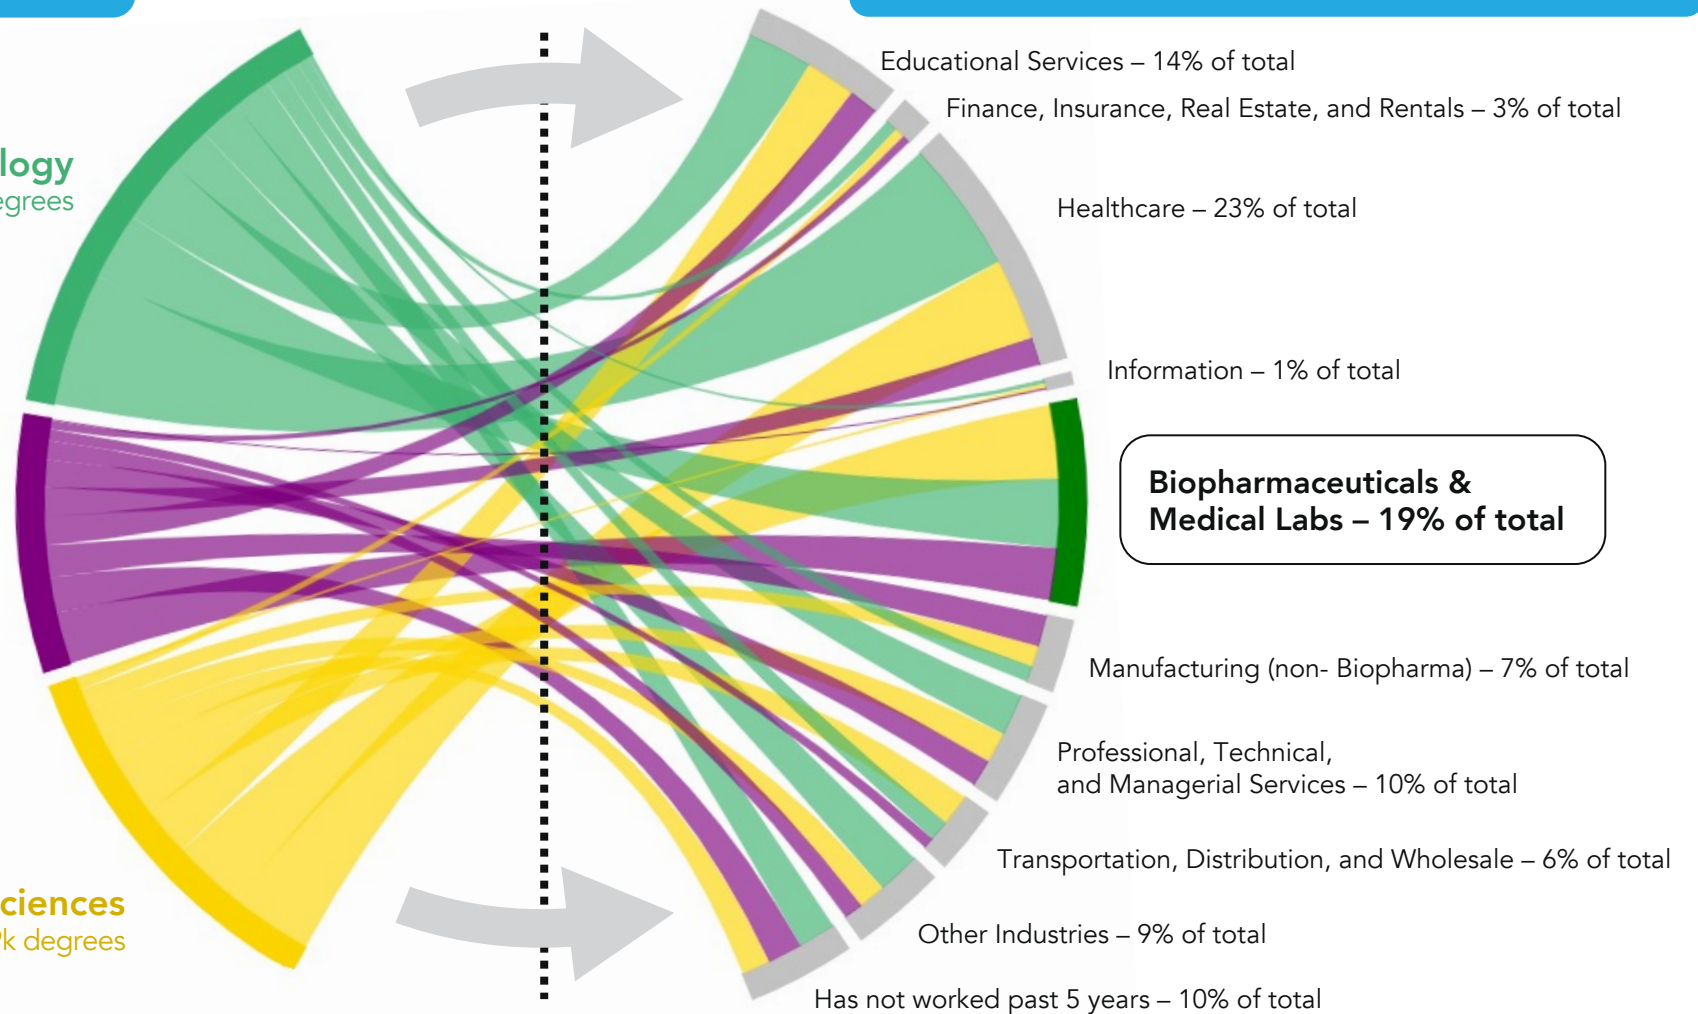 Educational Services – 14% of total
Finance, Insurance, Real Estate, and Rentals – 3% of total
logy
egrees
Healthcare – 23% of total
Information – 1% of total
Biopharmaceuticals &
Medical Labs – 19% of total
Manufacturing (non- Biopharma) – 7% of total
Professional, Technical,
and Managerial Services – 10% of total
Transportation, Distribution, and Wholesale – 6% of total
ciences
k degrees
Other Industries – 9% of total
Has not worked past 5 years – 10% of total